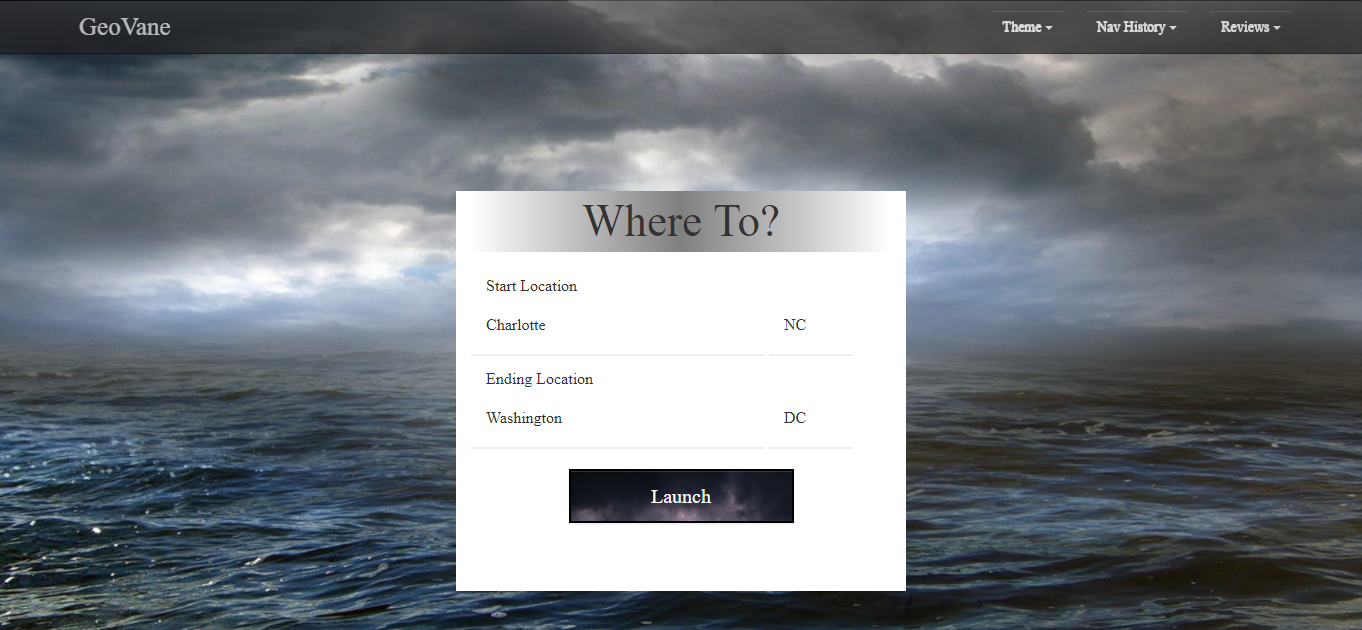 GeoVane Theme Nav History Reviews
Where To?
Start Location
Charlotte NC
Ending Location
Washington DC
Launch